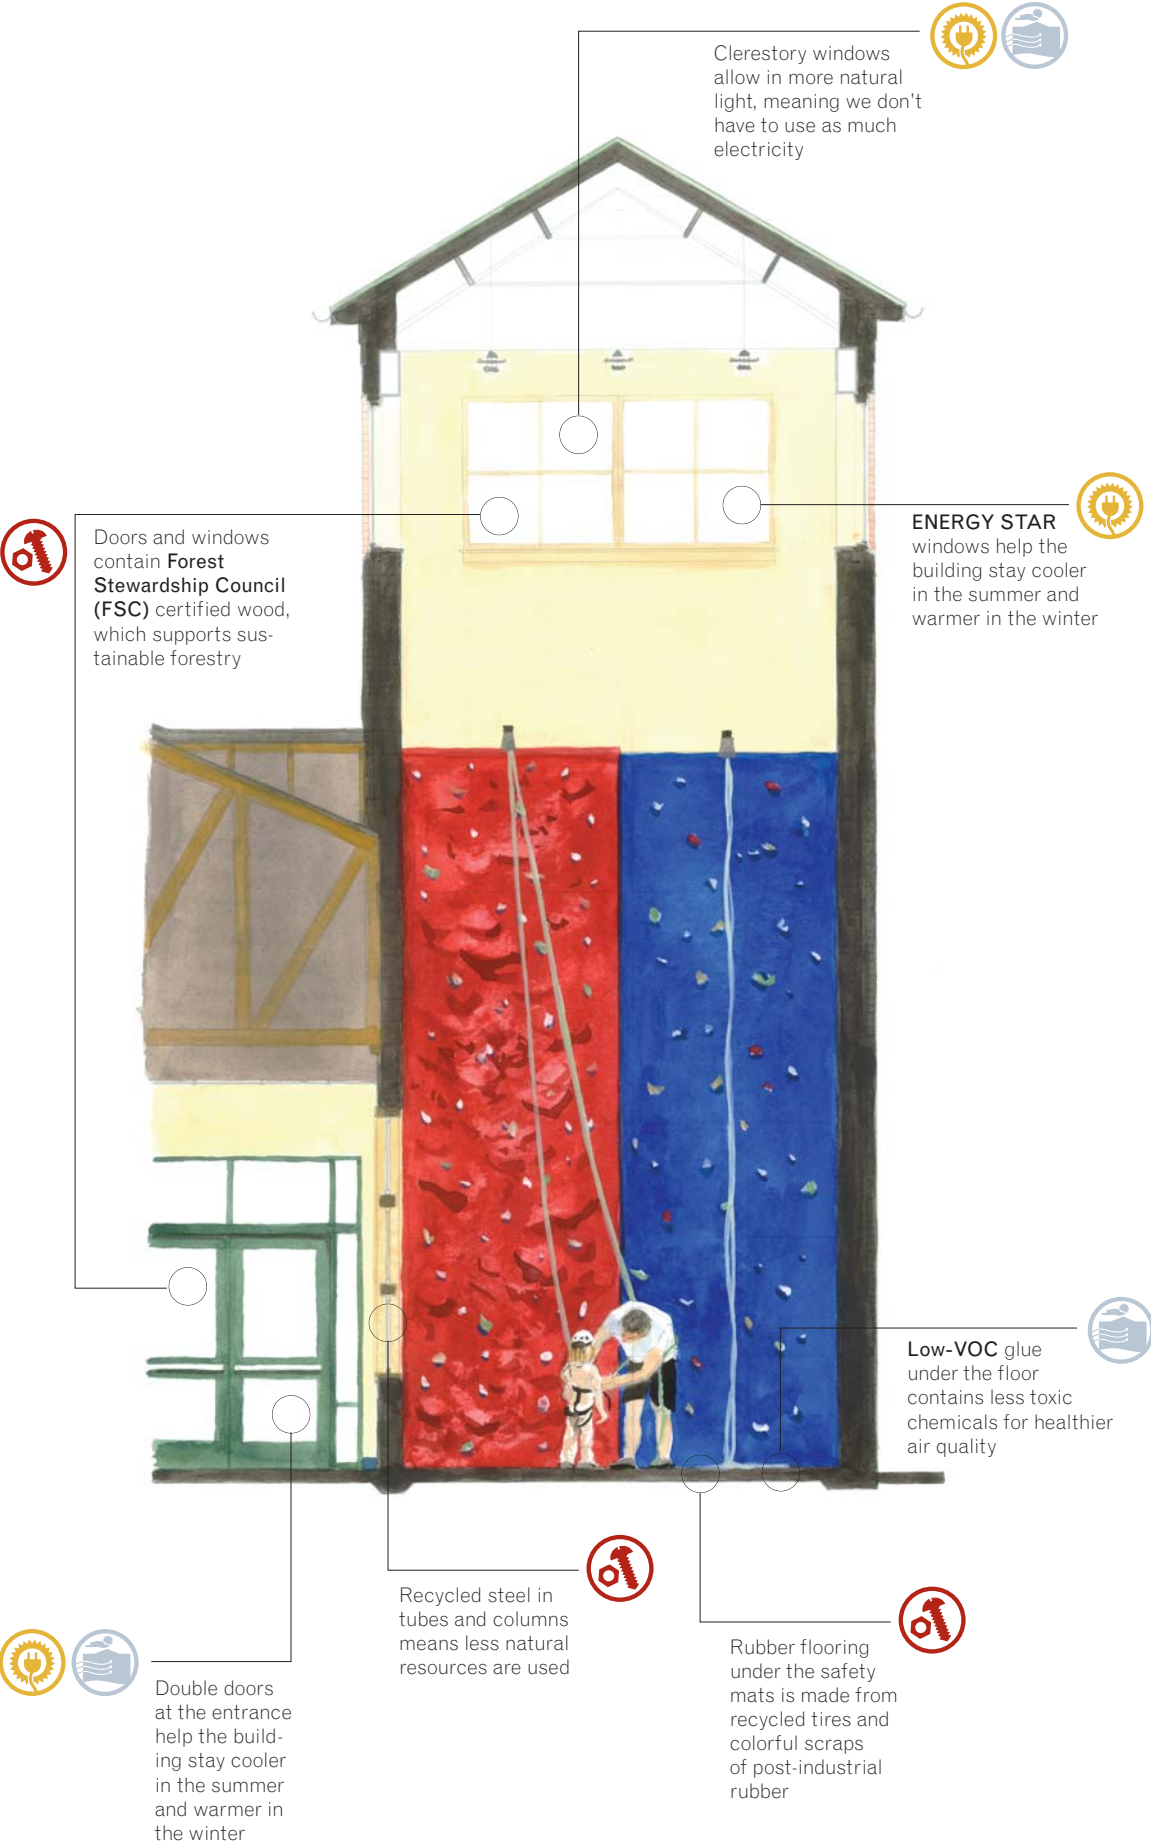 Clerestory windows
allow in more natural
light, meaning we don't
have to use as much
electricity
Doors and windows
contain Forest
Stewardship Council
(FSC) certified wood,
which supports sus-
tainable forestry
ENERGY STAR
windows help the
building stay cooler
in the summer and
warmer in the winter
Low-VOC glue
under the floor
contains less toxic
chemicals for healthier
air quality
Recycled steel in
tubes and columns
means less natural
resources are used
Rubber flooring
under the safety
mats is made from
recycled tires and
colorful scraps
of post-industrial
rubber
Double doors
at the entrance
help the build-
ing stay cooler
in the summer
and warmer in
the winter